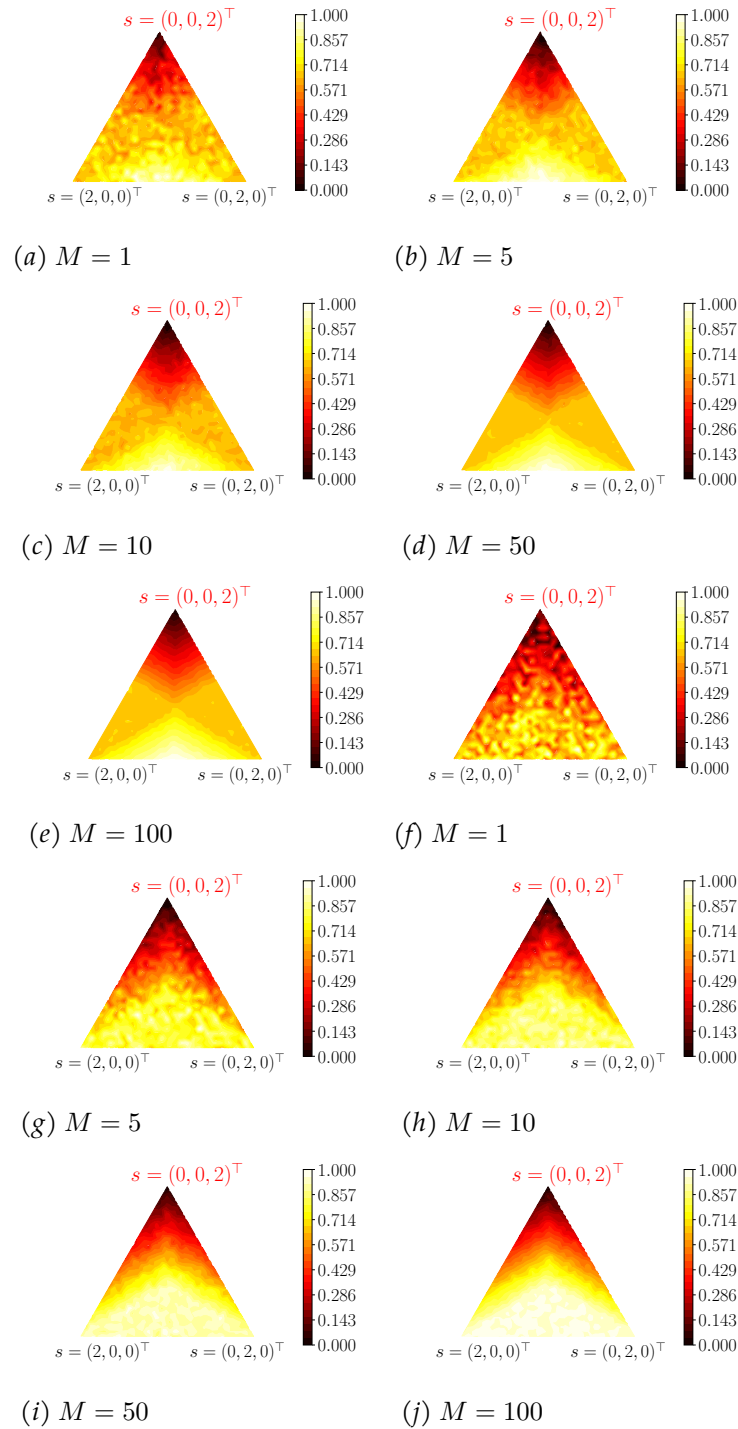 s = (0, 0, 2)^⊤
1.000
0.857
0.714
0.571
0.429
0.286
0.143
0.000
s = (2, 0, 0)^⊤ s = (0, 2, 0)^⊤
(a) M = 1
s = (0, 0, 2)^⊤
1.000
0.857
0.714
0.571
0.429
0.286
0.143
0.000
s = (2, 0, 0)^⊤ s = (0, 2, 0)^⊤
(b) M = 5
s = (0, 0, 2)^⊤
1.000
0.857
0.714
0.571
0.429
0.286
0.143
0.000
s = (2, 0, 0)^⊤ s = (0, 2, 0)^⊤
(c) M = 10
s = (0, 0, 2)^⊤
1.000
0.857
0.714
0.571
0.429
0.286
0.143
0.000
s = (2, 0, 0)^⊤ s = (0, 2, 0)^⊤
(d) M = 50
s = (0, 0, 2)^⊤
1.000
0.857
0.714
0.571
0.429
0.286
0.143
0.000
s = (2, 0, 0)^⊤ s = (0, 2, 0)^⊤
(e) M = 100
s = (0, 0, 2)^⊤
1.000
0.857
0.714
0.571
0.429
0.286
0.143
0.000
s = (2, 0, 0)^⊤ s = (0, 2, 0)^⊤
(f) M = 1
s = (0, 0, 2)^⊤
1.000
0.857
0.714
0.571
0.429
0.286
0.143
0.000
s = (2, 0, 0)^⊤ s = (0, 2, 0)^⊤
(g) M = 5
s = (0, 0, 2)^⊤
1.000
0.857
0.714
0.571
0.429
0.286
0.143
0.000
s = (2, 0, 0)^⊤ s = (0, 2, 0)^⊤
(h) M = 10
s = (0, 0, 2)^⊤
1.000
0.857
0.714
0.571
0.429
0.286
0.143
0.000
s = (2, 0, 0)^⊤ s = (0, 2, 0)^⊤
(i) M = 50
s = (0, 0, 2)^⊤
1.000
0.857
0.714
0.571
0.429
0.286
0.143
0.000
s = (2, 0, 0)^⊤ s = (0, 2, 0)^⊤
(j) M = 100